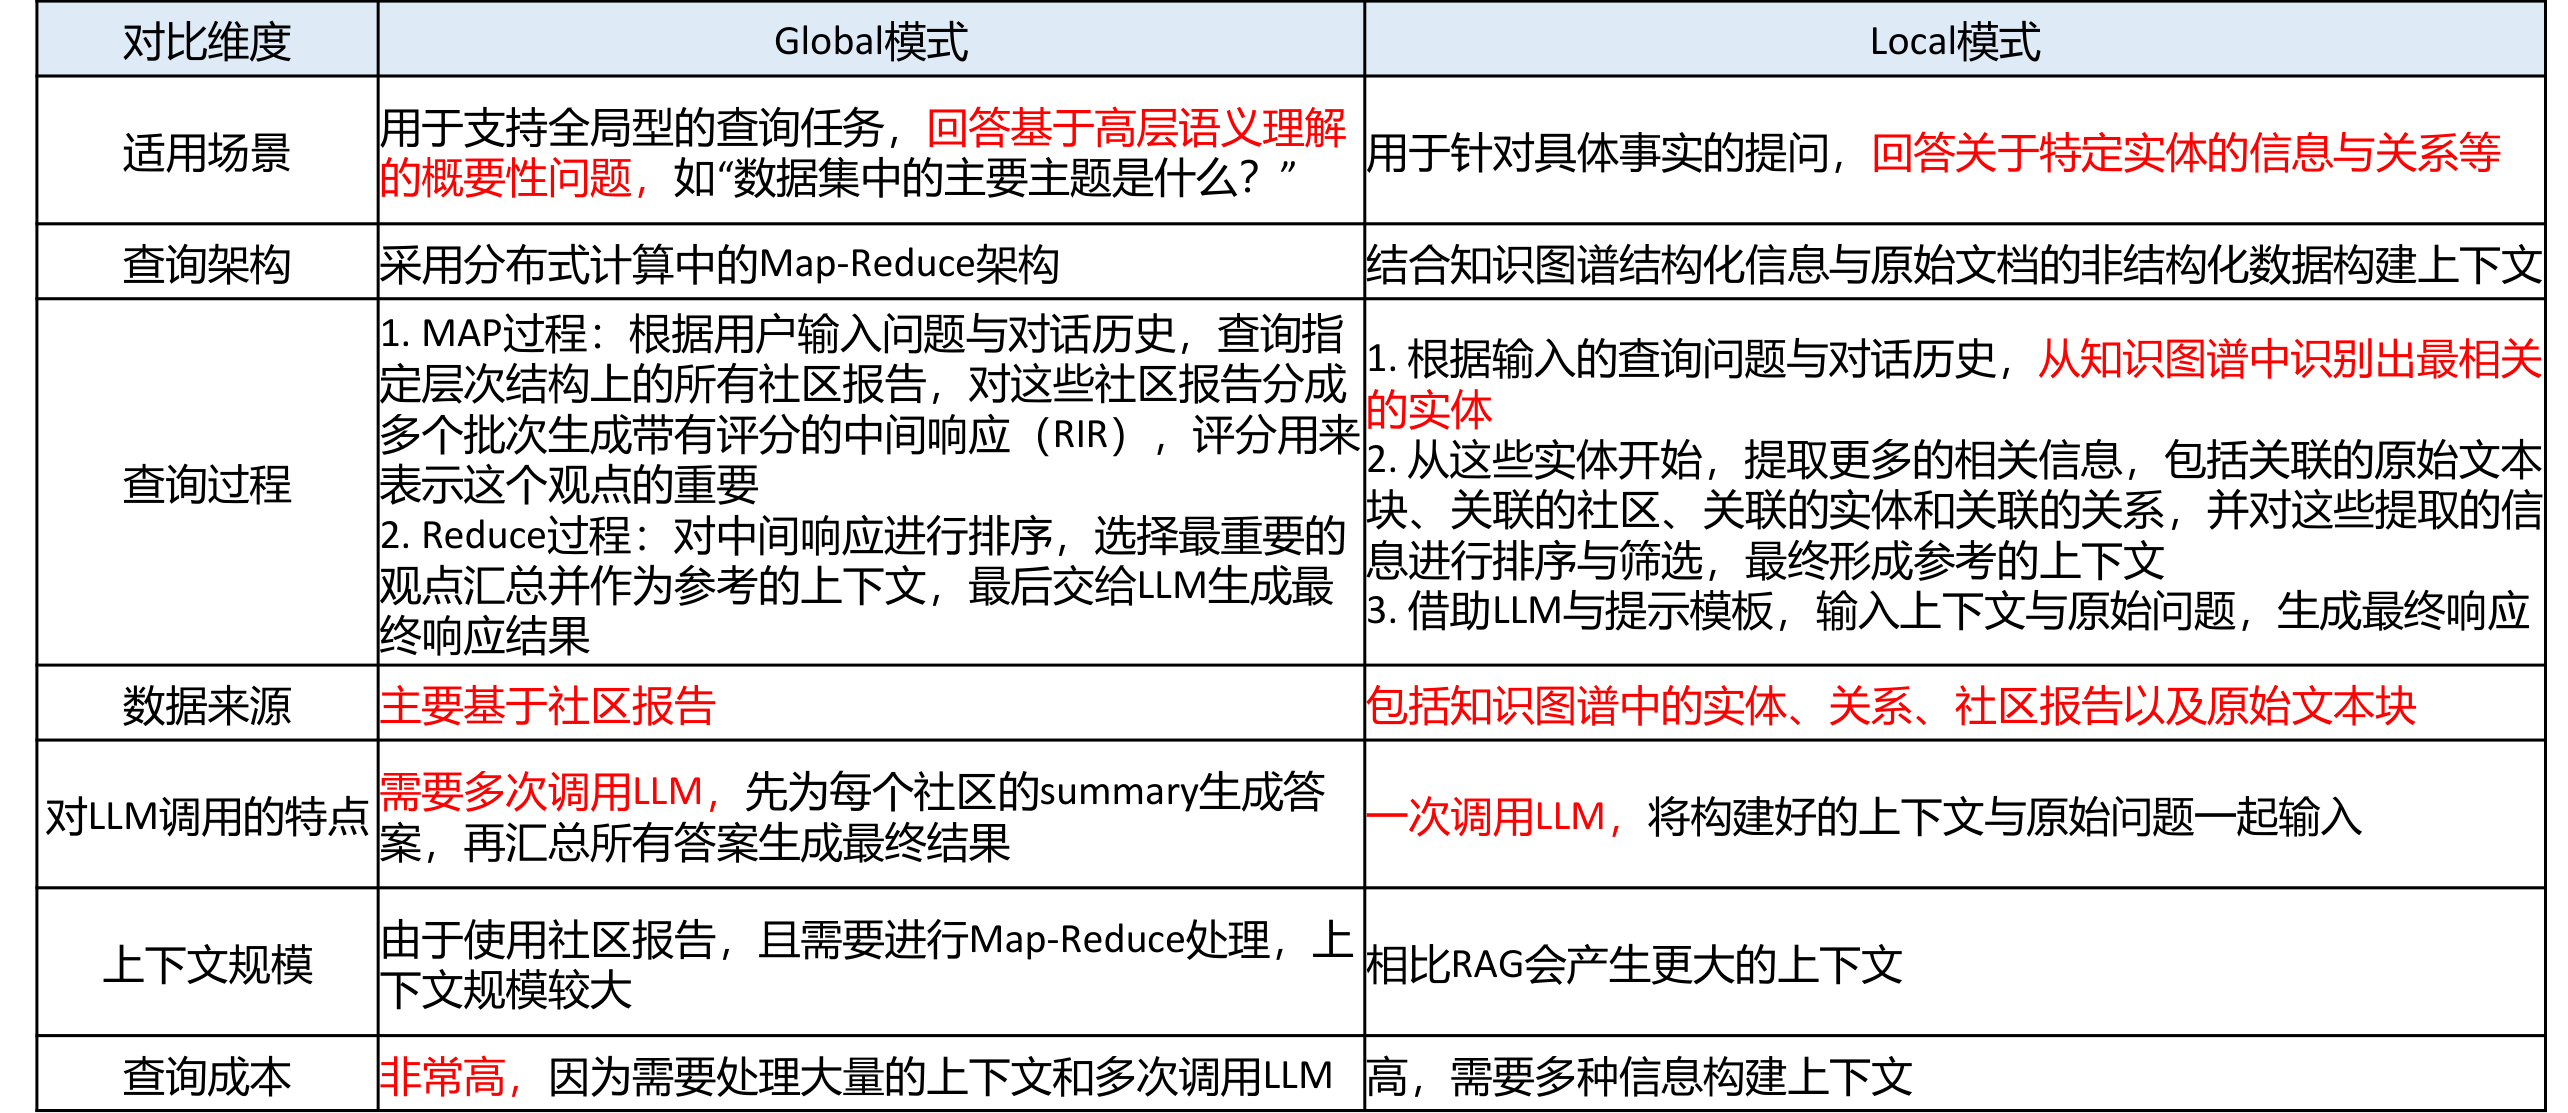 对比维度
Global模式
Local模式
适用场景
用于支持全局型的查询任务，回答基于高层语义理解
的概要性问题，如“数据集中的主要主题是什么？”
用于针对具体事实的提问，回答关于特定实体的信息与关系等
查询架构
采用分布式计算中的Map-Reduce架构
结合知识图谱结构化信息与原始文档的非结构化数据构建上下文
查询过程
1. MAP过程：根据用户输入问题与对话历史，查询指
定层次结构上的所有社区报告，对这些社区报告分成
多个批次生成带有评分的中间响应（RIR），评分用来
表示这个观点的重要
2. Reduce过程：对中间响应进行排序，选择最重要的
观点汇总并作为参考的上下文，最后交给LLM生成最
终响应结果
1. 根据输入的查询问题与对话历史，从知识图谱中识别出最相关
的实体
2. 从这些实体开始，提取更多的相关信息，包括关联的原始文本
块、关联的社区、关联的实体和关联的关系，并对这些提取的信
息进行排序与筛选，最终形成参考的上下文
3. 借助LLM与提示模板，输入上下文与原始问题，生成最终响应
数据来源
主要基于社区报告
包括知识图谱中的实体、关系、社区报告以及原始文本块
对LLM调用的特点
需要多次调用LLM，先为每个社区的summary生成答
案，再汇总所有答案生成最终结果
一次调用LLM，将构建好的上下文与原始问题一起输入
上下文规模
由于使用社区报告，且需要进行Map-Reduce处理，上
下文规模较大
相比RAG会产生更大的上下文
查询成本
非常高，因为需要处理大量的上下文和多次调用LLM
高，需要多种信息构建上下文